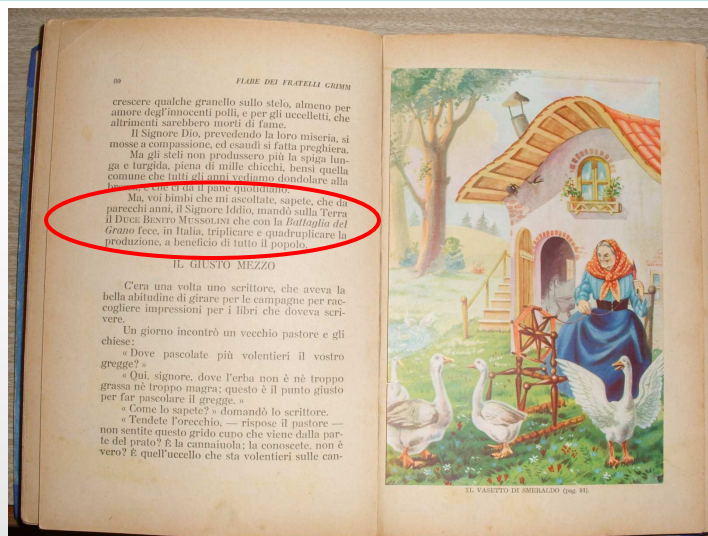 80
FIABE DEI FRATELLI GRIMM
crescere qualche granello sullo stelo, almeno per
amore degl'innocenti polli, e per gli uccelletti, che
altrimenti sarebbero morti di fame.
Il Signore Dio, prevedendo la loro miseria, si
mosse a compassione, ed esaudì sì fatta preghiera.
Ma gli steli non produssero più la spiga lun-
ga e turgida, piena di mille chicchi, bensì quella
comune che tutti gli anni vediamo dondolare alla
brezza, e che ci dà il pane quotidiano.
Ma, voi bimbi che mi ascoltate, sapete, che da
parecchi anni, il Signore Iddio, mandò sulla Terra
il DUCE BENITO MUSSOLINI che con la Battaglia del
Grano fece, in Italia, triplicare e quadruplicare la
produzione, a beneficio di tutto il popolo.
IL GIUSTO MEZZO
C'era una volta uno scrittore, che aveva la
bella abitudine di girare per le campagne per rac-
cogliere impressioni per i libri che doveva scri-
vere.
Un giorno incontrò un vecchio pastore e gli
chiese:
« Dove pascolate più volentieri il vostro
gregge? »
« Qui, signore, dove l'erba non è né troppo
grassa nè troppo magra; questo è il punto giusto
per far pascolare il gregge. »
« Come lo sapete? » domandò lo scrittore.
« Tendete l'orecchio, — rispose il pastore —
non sentite questo grido cupo che viene dalla par-
te del prato? È la cannaiuola; la conoscete, non è
vero? È quell'uccello che sta volentieri sulle can-
IL VASETTO DI SMERALDO (pag. 84).